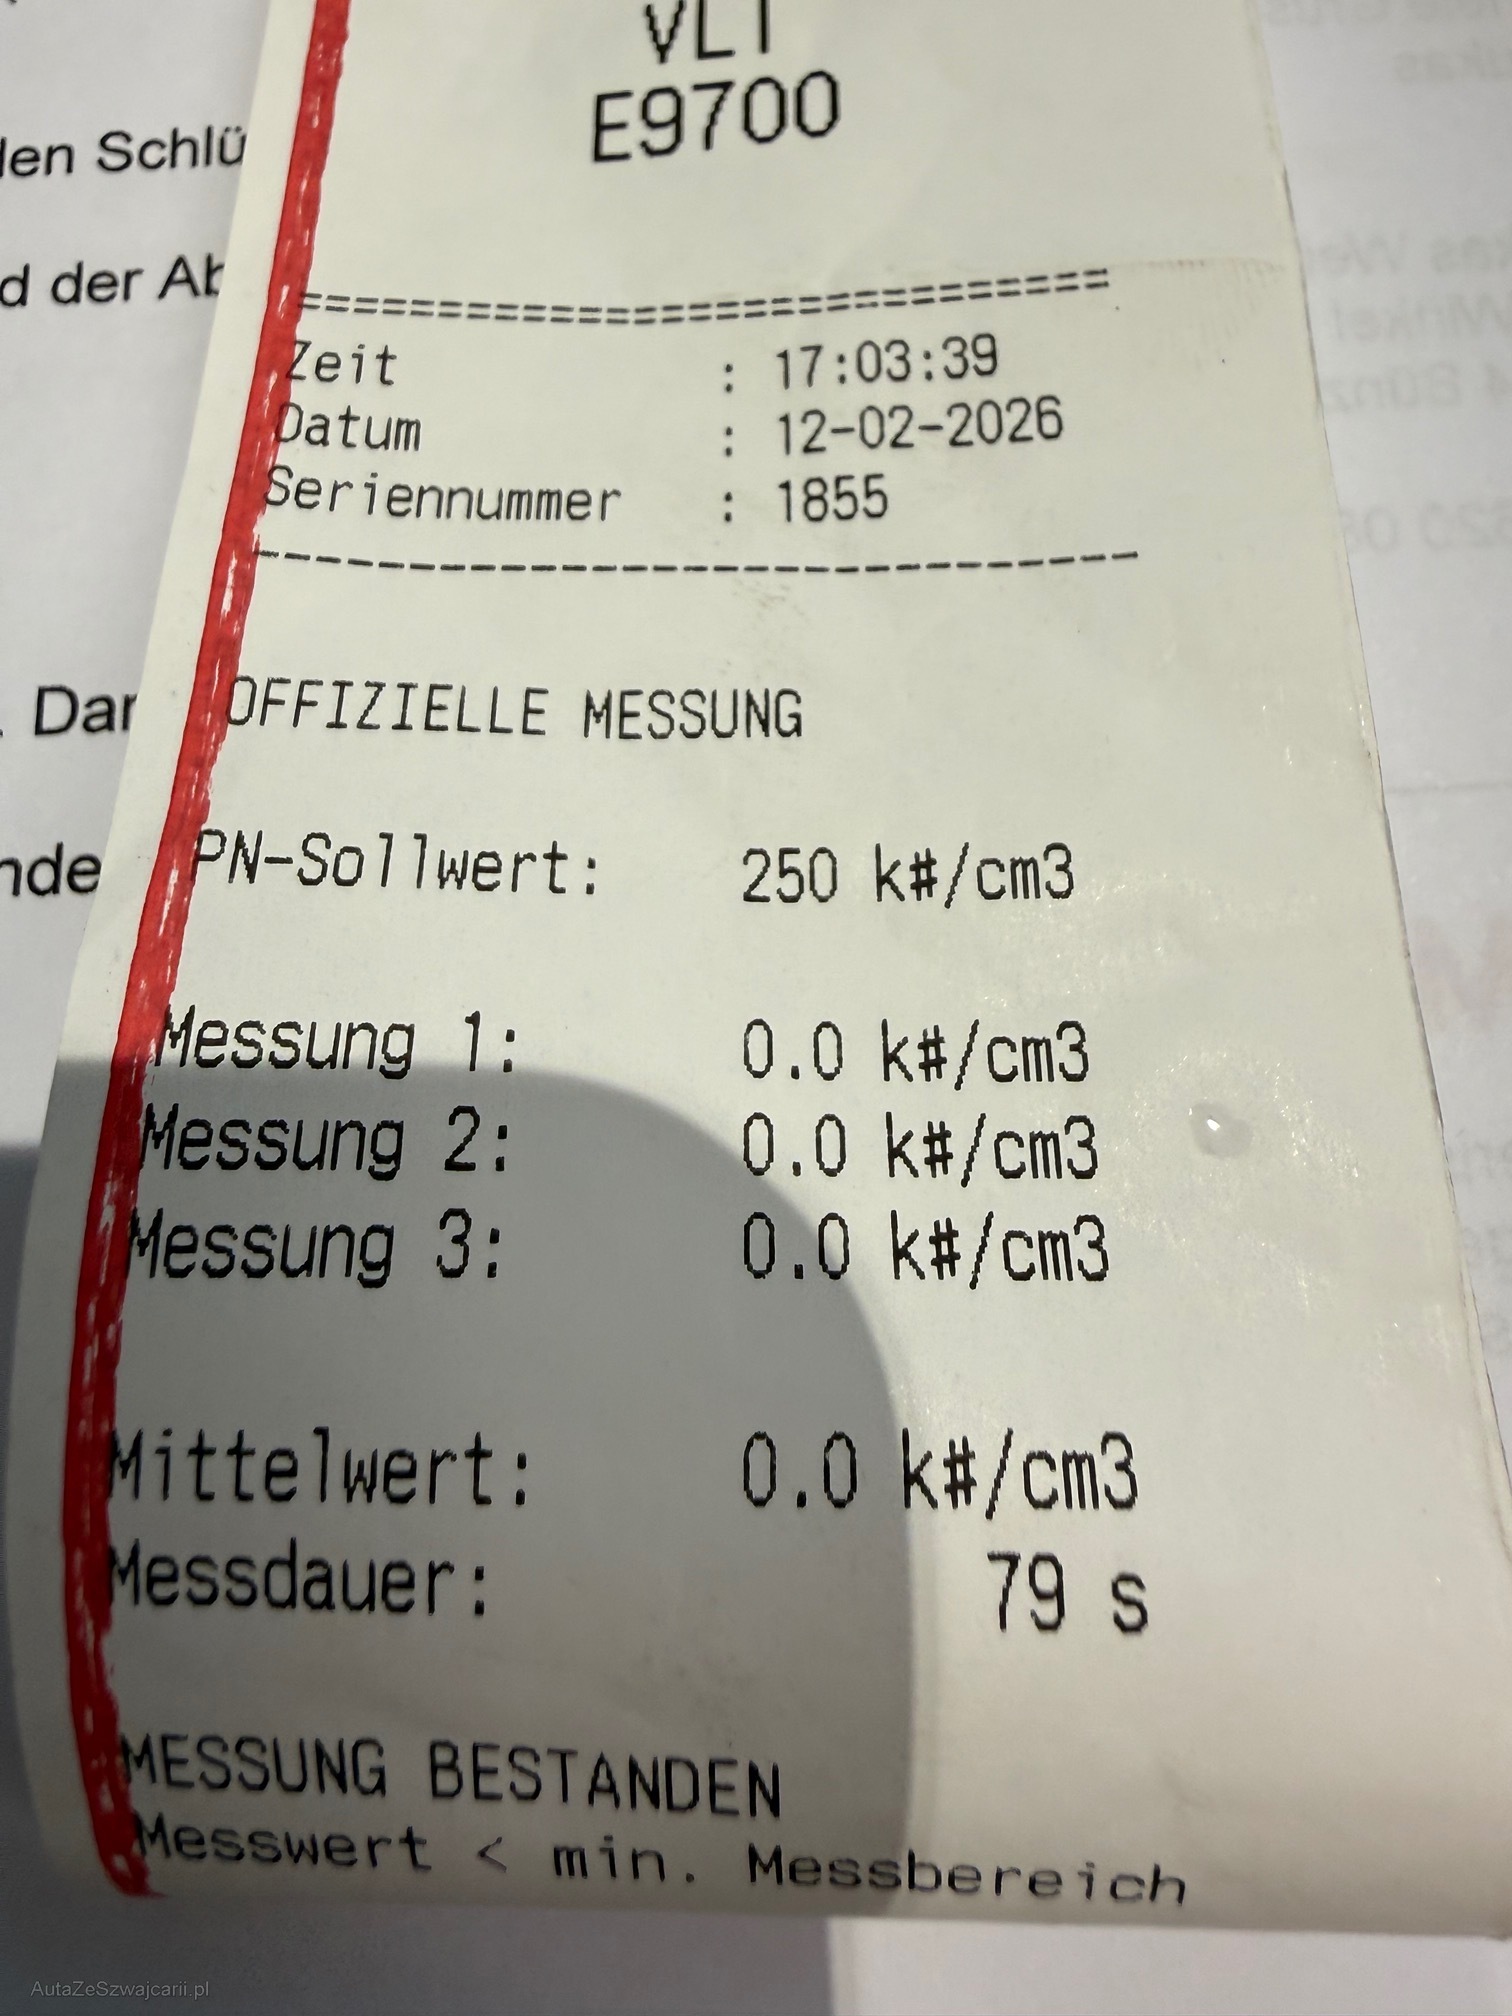 VLT
E9700
den Schlü
d der Ab
================================
Zeit : 17:03:39
Datum : 12-02-2026
Seriennummer : 1855
--------------------------------
OFFIZIELLE MESSUNG
. Dar
PN-Sollwert: 250 k#/cm3
nde
Messung 1: 0.0 k#/cm3
Messung 2: 0.0 k#/cm3
Messung 3: 0.0 k#/cm3
Mittelwert: 0.0 k#/cm3
Messdauer: 79 s
MESSUNG BESTANDEN
Messwert < min. Messbereich
AutaZeSzwajcarii.pl